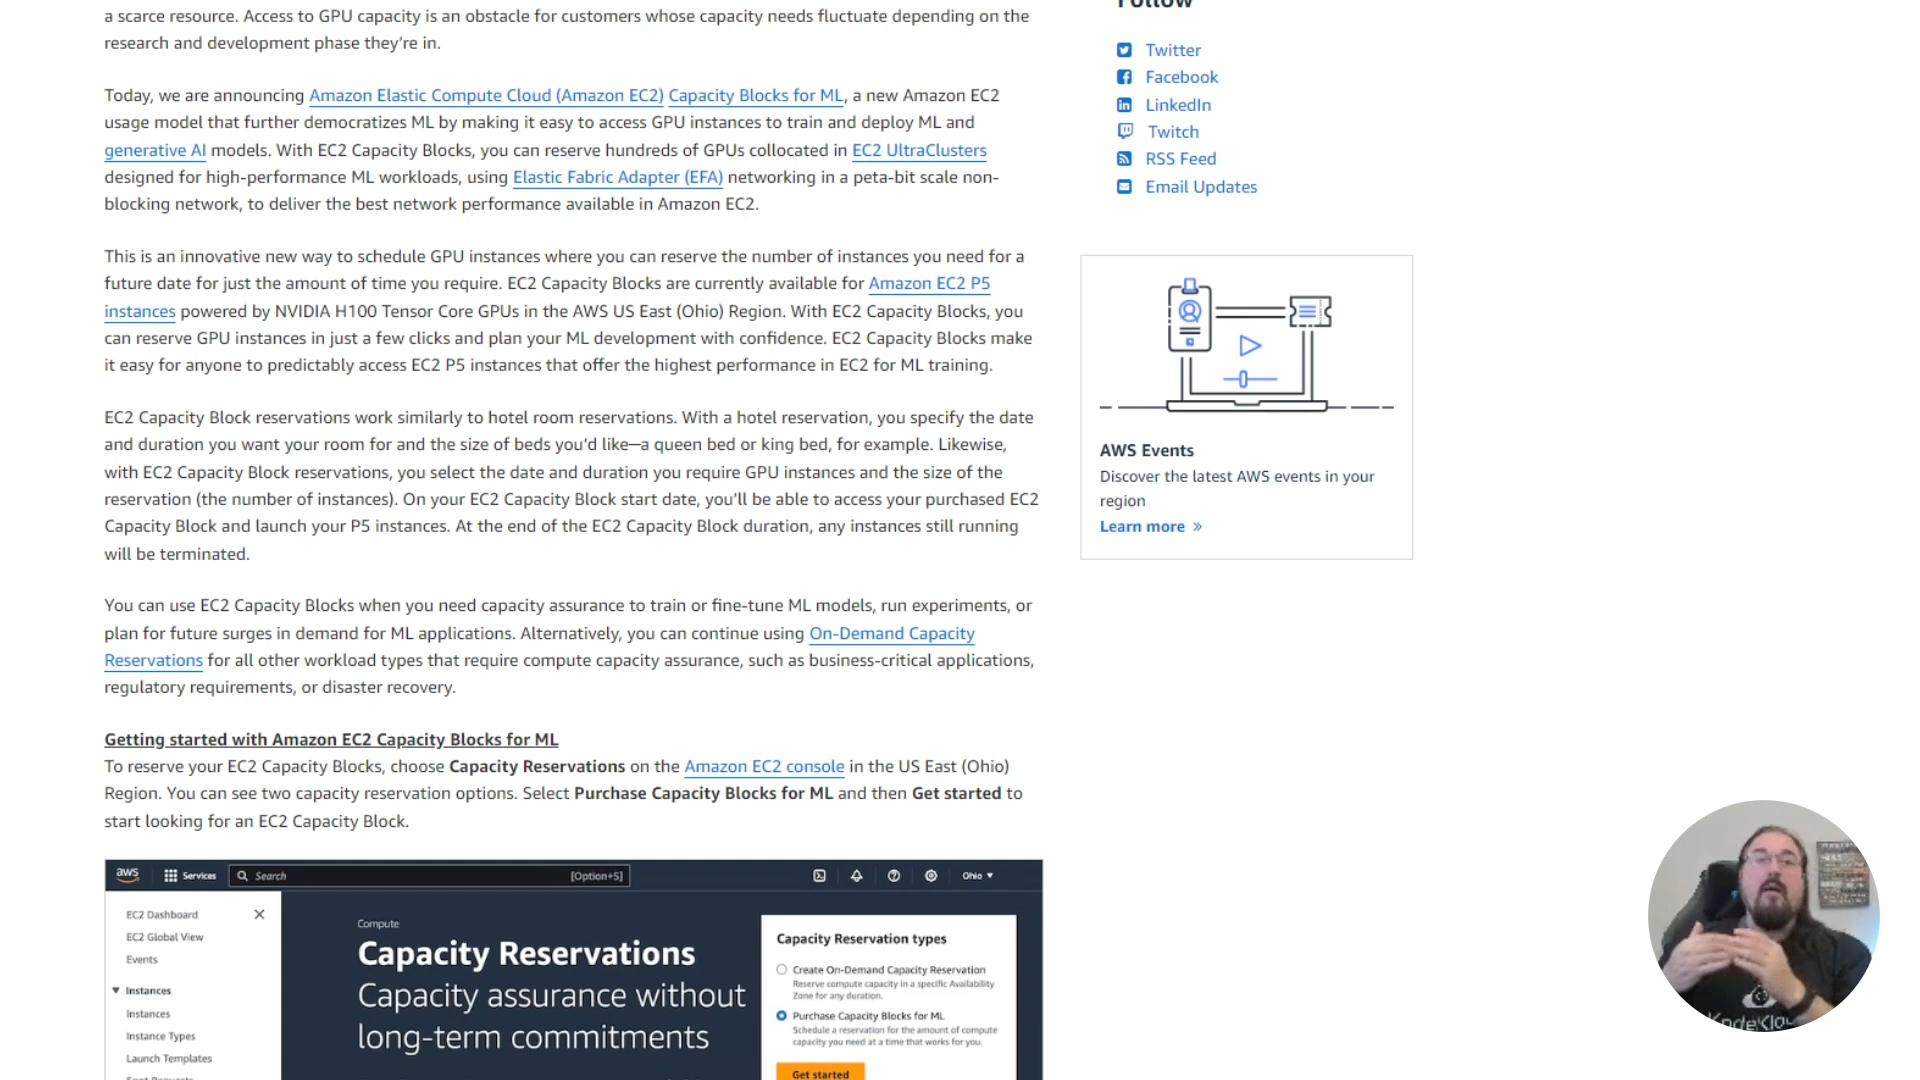 a scarce resource. Access to GPU capacity is an obstacle for customers whose capacity needs fluctuate depending on the
research and development phase they're in.
Today, we are announcing Amazon Elastic Compute Cloud (Amazon EC2) Capacity Blocks for ML, a new Amazon EC2
usage model that further democratizes ML by making it easy to access GPU instances to train and deploy ML and
generative AI models. With EC2 Capacity Blocks, you can reserve hundreds of GPUs collocated in EC2 UltraClusters
designed for high-performance ML workloads, using Elastic Fabric Adapter (EFA) networking in a peta-bit scale non-
blocking network, to deliver the best network performance available in Amazon EC2.
This is an innovative new way to schedule GPU instances where you can reserve the number of instances you need for a
future date for just the amount of time you require. EC2 Capacity Blocks are currently available for Amazon EC2 P5
instances powered by NVIDIA H100 Tensor Core GPUs in the AWS US East (Ohio) Region. With EC2 Capacity Blocks, you
can reserve GPU instances in just a few clicks and plan your ML development with confidence. EC2 Capacity Blocks make
it easy for anyone to predictably access EC2 P5 instances that offer the highest performance in EC2 for ML training.
EC2 Capacity Block reservations work similarly to hotel room reservations. With a hotel reservation, you specify the date
and duration you want your room for and the size of beds you'd like—a queen bed or king bed, for example. Likewise,
with EC2 Capacity Block reservations, you select the date and duration you require GPU instances and the size of the
reservation (the number of instances). On your EC2 Capacity Block start date, you'll be able to access your purchased EC2
Capacity Block and launch your P5 instances. At the end of the EC2 Capacity Block duration, any instances still running
will be terminated.
You can use EC2 Capacity Blocks when you need capacity assurance to train or fine-tune ML models, run experiments, or
plan for future surges in demand for ML applications. Alternatively, you can continue using On-Demand Capacity
Reservations for all other workload types that require compute capacity assurance, such as business-critical applications,
regulatory requirements, or disaster recovery.
Getting started with Amazon EC2 Capacity Blocks for ML
To reserve your EC2 Capacity Blocks, choose Capacity Reservations on the Amazon EC2 console in the US East (Ohio)
Region. You can see two capacity reservation options. Select Purchase Capacity Blocks for ML and then Get started to
start looking for an EC2 Capacity Block.
aws Services Search [Option+S] Ohio
EC2 Dashboard
EC2 Global View
Events
Instances
Instances
Instance Types
Launch Templates
Spot Requests
Compute
Capacity Reservations
Capacity assurance without
long-term commitments
Capacity Reservation types
Create On-Demand Capacity Reservation
Reserve compute capacity in a specific Availability
Zone for any duration.
Purchase Capacity Blocks for ML
Schedule a reservation for the amount of compute
capacity you need at a time that works for you.
Get started
Follow
Twitter
Facebook
LinkedIn
Twitch
RSS Feed
Email Updates
AWS Events
Discover the latest AWS events in your
region
Learn more »
KodeKlou